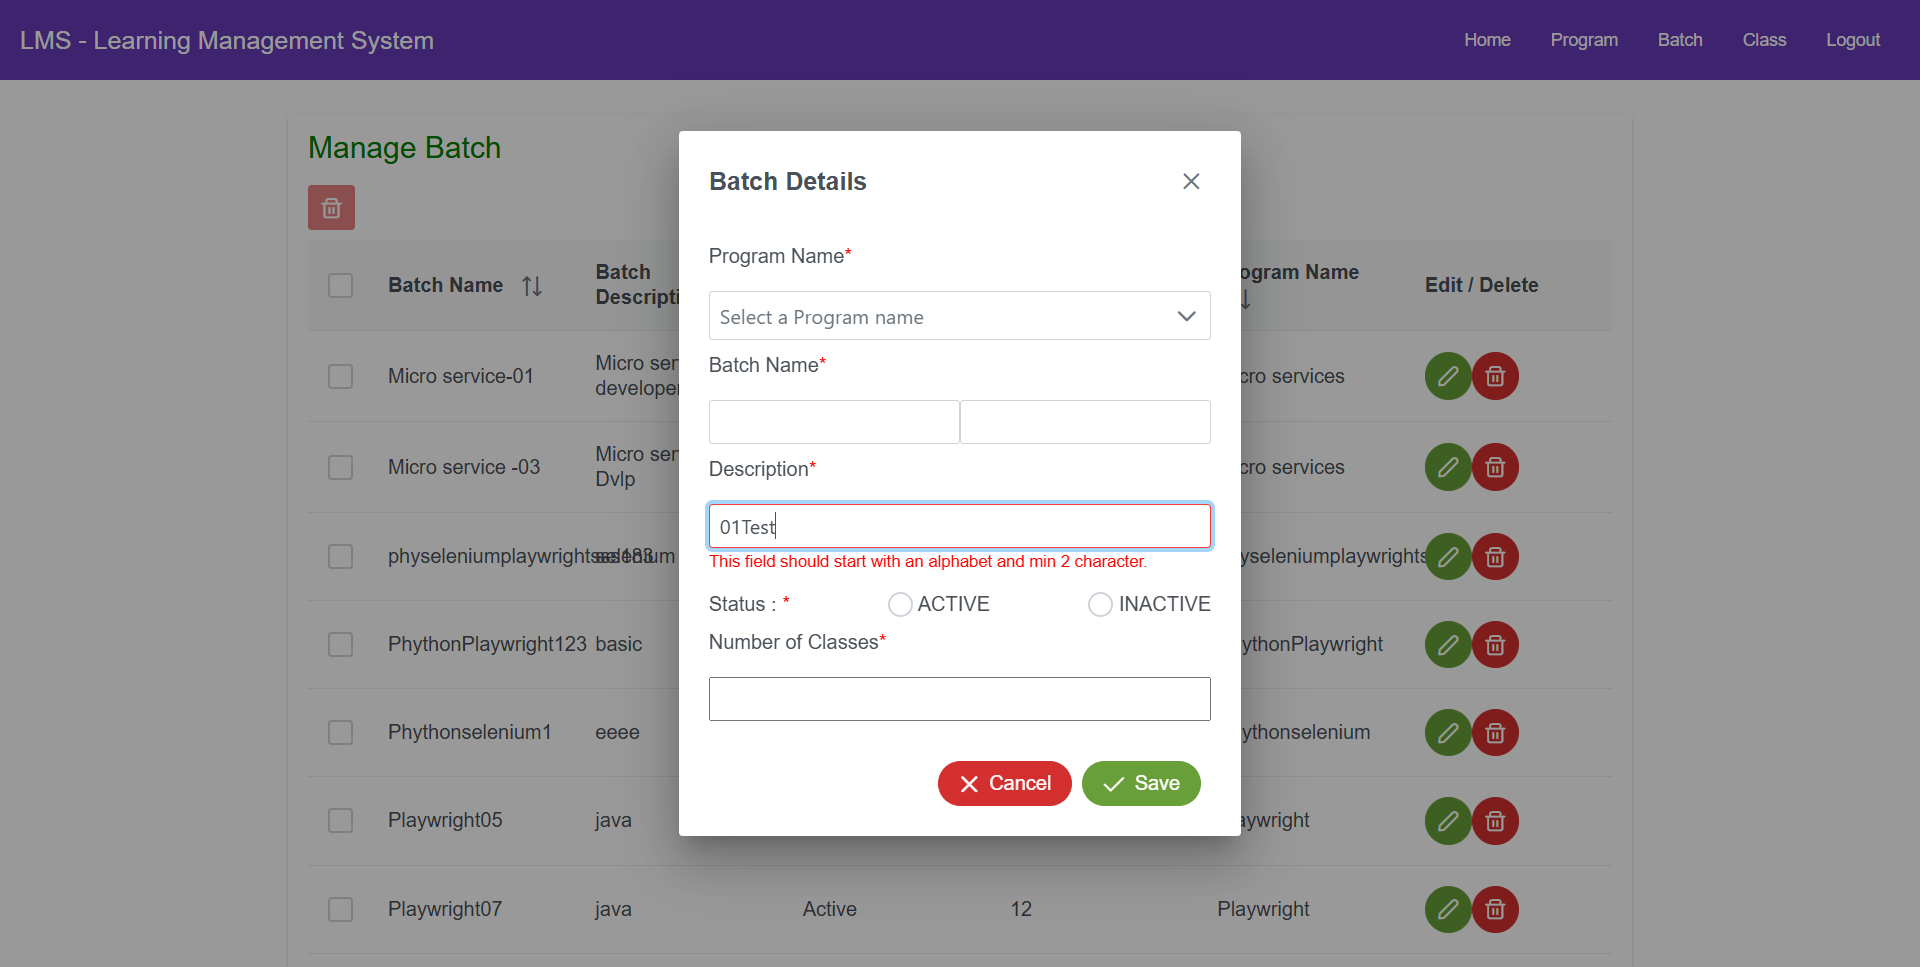 LMS - Learning Management System
Home
Program
Batch
Class
Logout
Manage Batch
Batch Name
Batch
Descripti
ogram Name
Edit / Delete
Micro service-01
Micro ser
develope
cro services
Micro service -03
Micro ser
Dvlp
cro services
physeleniumplaywrights
yseleniumplaywrights
PhythonPlaywright123
basic
ythonPlaywright
Phythonselenium1
eeee
ythonselenium
Playwright05
java
aywright
Playwright07
java
Active
12
Playwright
Batch Details
Program Name*
Select a Program name
Batch Name*
Description*
01Test
This field should start with an alphabet and min 2 character.
Status : *
ACTIVE
INACTIVE
Number of Classes*
Cancel
Save